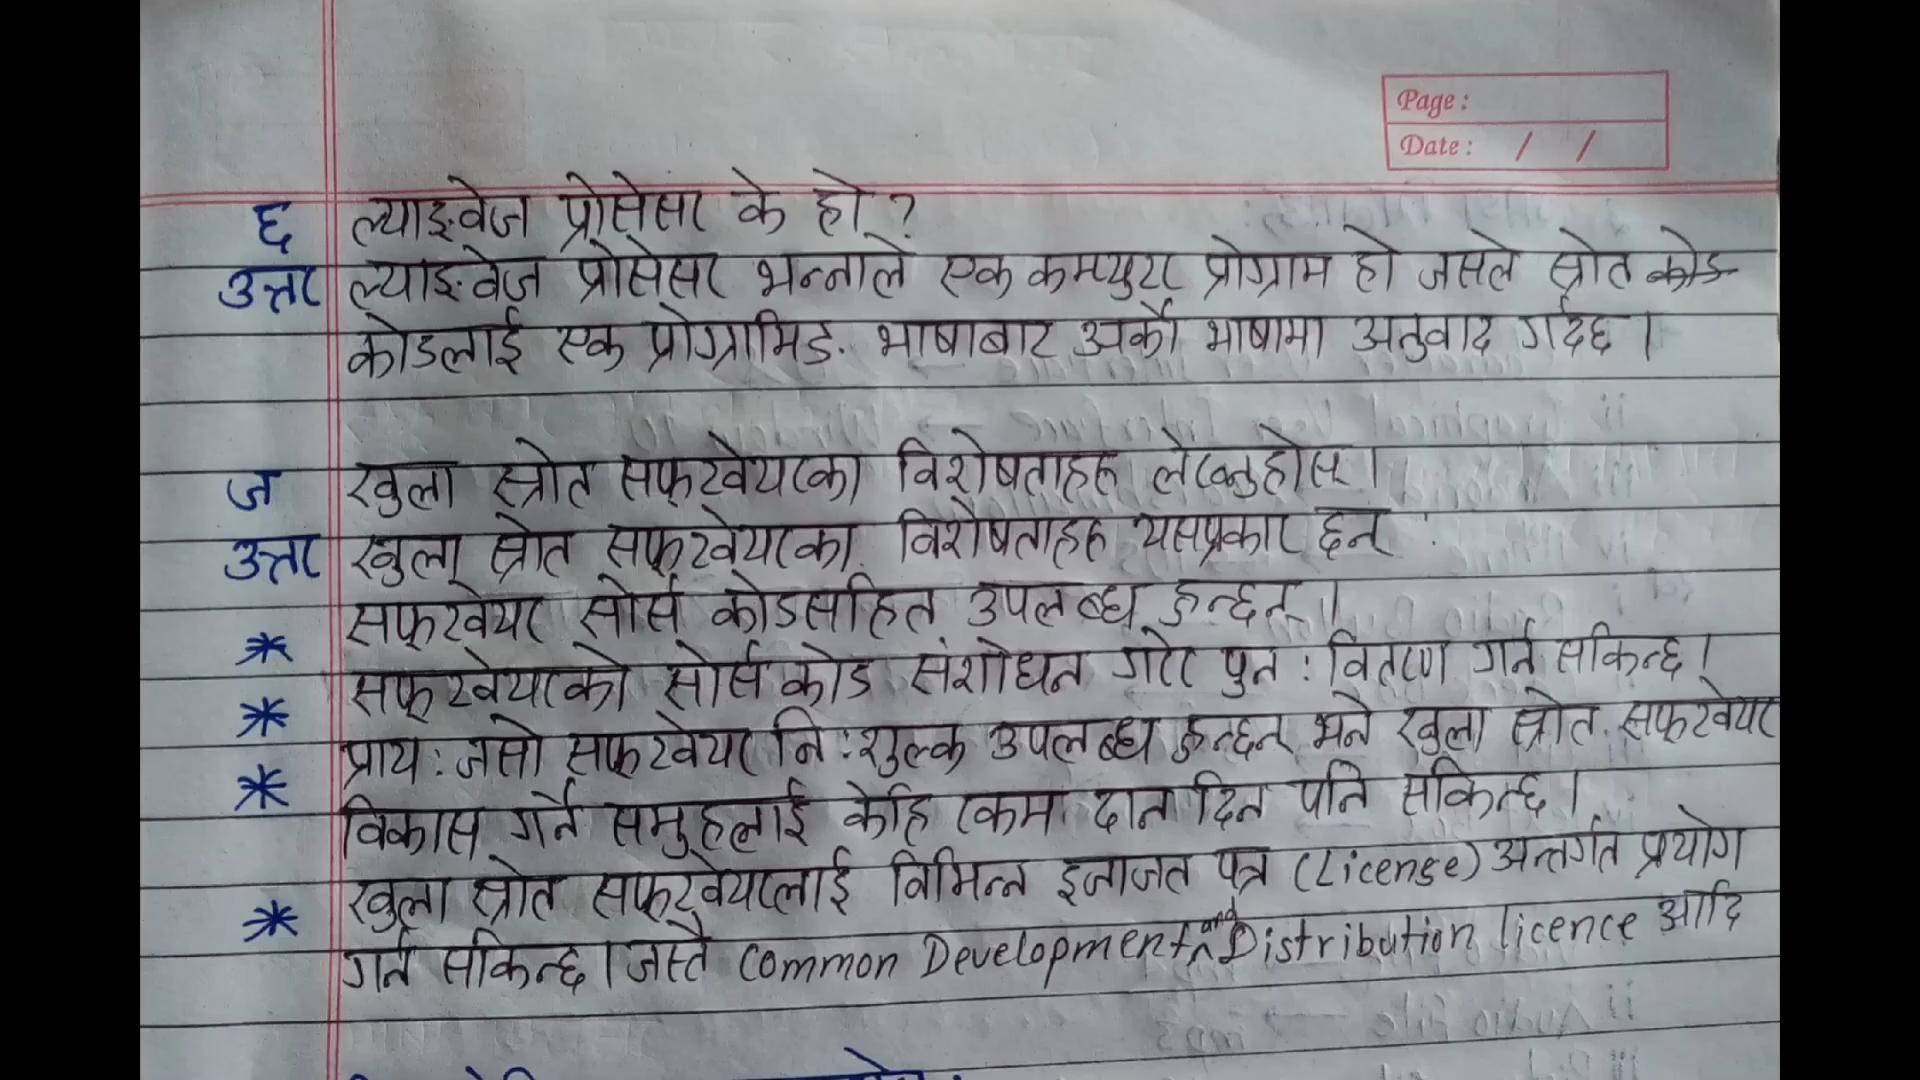 Page :
Date : / /
छ ल्याङ्वेज प्रोसेसर के हो ?
उत्तर ल्याङ्वेज प्रोसेसर भन्नाले एक कम्प्युटर प्रोग्राम हो जसले स्रोत कोड
कोडलाई एक प्रोग्रामिङ भाषाबाट अर्को भाषामा अनुवाद गर्दछ ।
ज खुला स्रोत सफ्टवेयरका विशेषताहरू लेख्नुहोस् ।
उत्तर खुला स्रोत सफ्टवेयरका विशेषताहरू यसप्रकार छन्
* सफ्टवेयर सोर्स कोडसहित उपलब्ध हुन्छन् ।
* सफ्टवेयरको सोर्स कोड संशोधन गरेर पुन : वितरण गर्न सकिन्छ ।
* प्राय : जसो सफ्टवेयर नि :शुल्क उपलब्ध हुन्छन् भने खुला स्रोत सफ्टवेयर
विकास गर्ने समुहलाई केहि रकम दान दिन पनि सकिन्छ ।
* खुला स्रोत सफ्टवेयरलाई विभिन्न इजाजत पत्र (License) अन्तर्गत प्रयोग
गर्न सकिन्छ । जस्तै Common Development and Distribution licence आदि